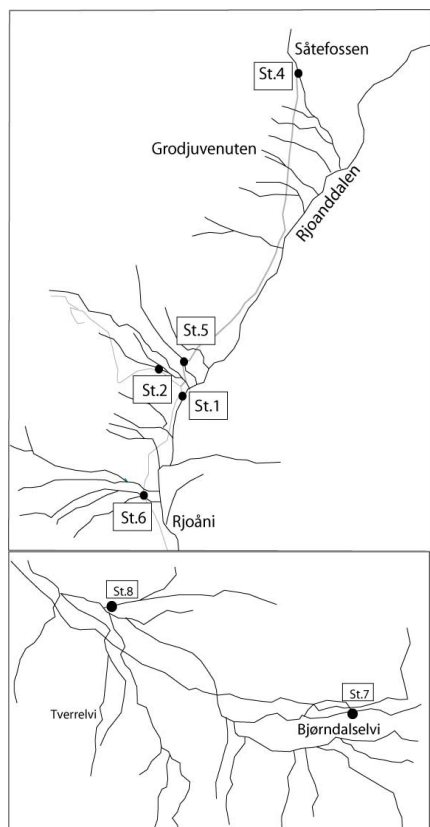 Såtefossen
St.4
Grodjuvenuten
Rjoanddalen
St.5
St.2
St.1
St.6
Rjoåni
St.8
St.7
Tverrelvi
Bjørndalselvi